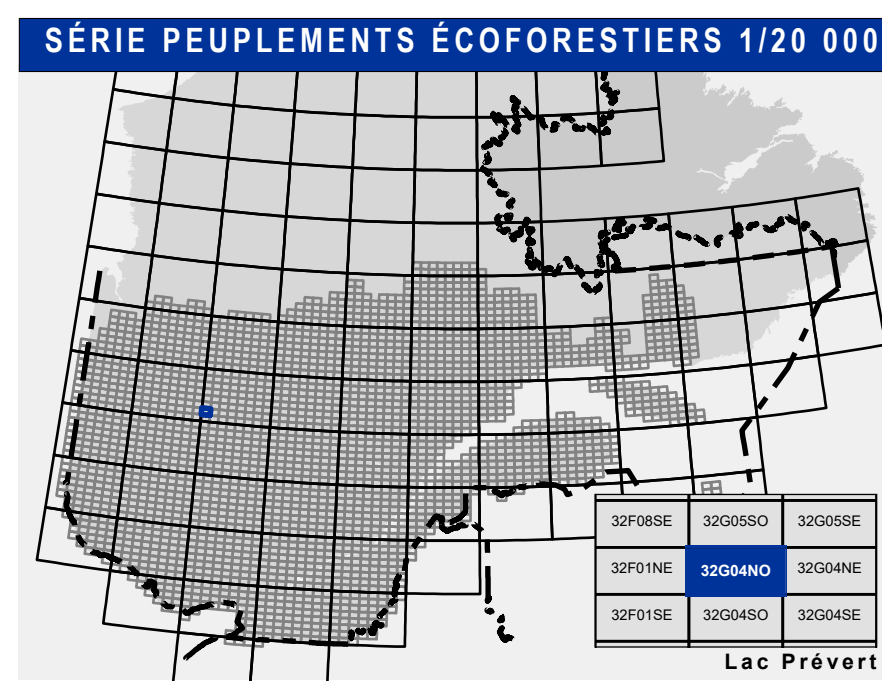 SÉRIE PEUPLEMENTS ÉCOFORESTIERS 1/20 000
32F08SE 32G05SO 32G05SE
32F01NE 32G04NO 32G04NE
32F01SE 32G04SO 32G04SE
Lac Prévert